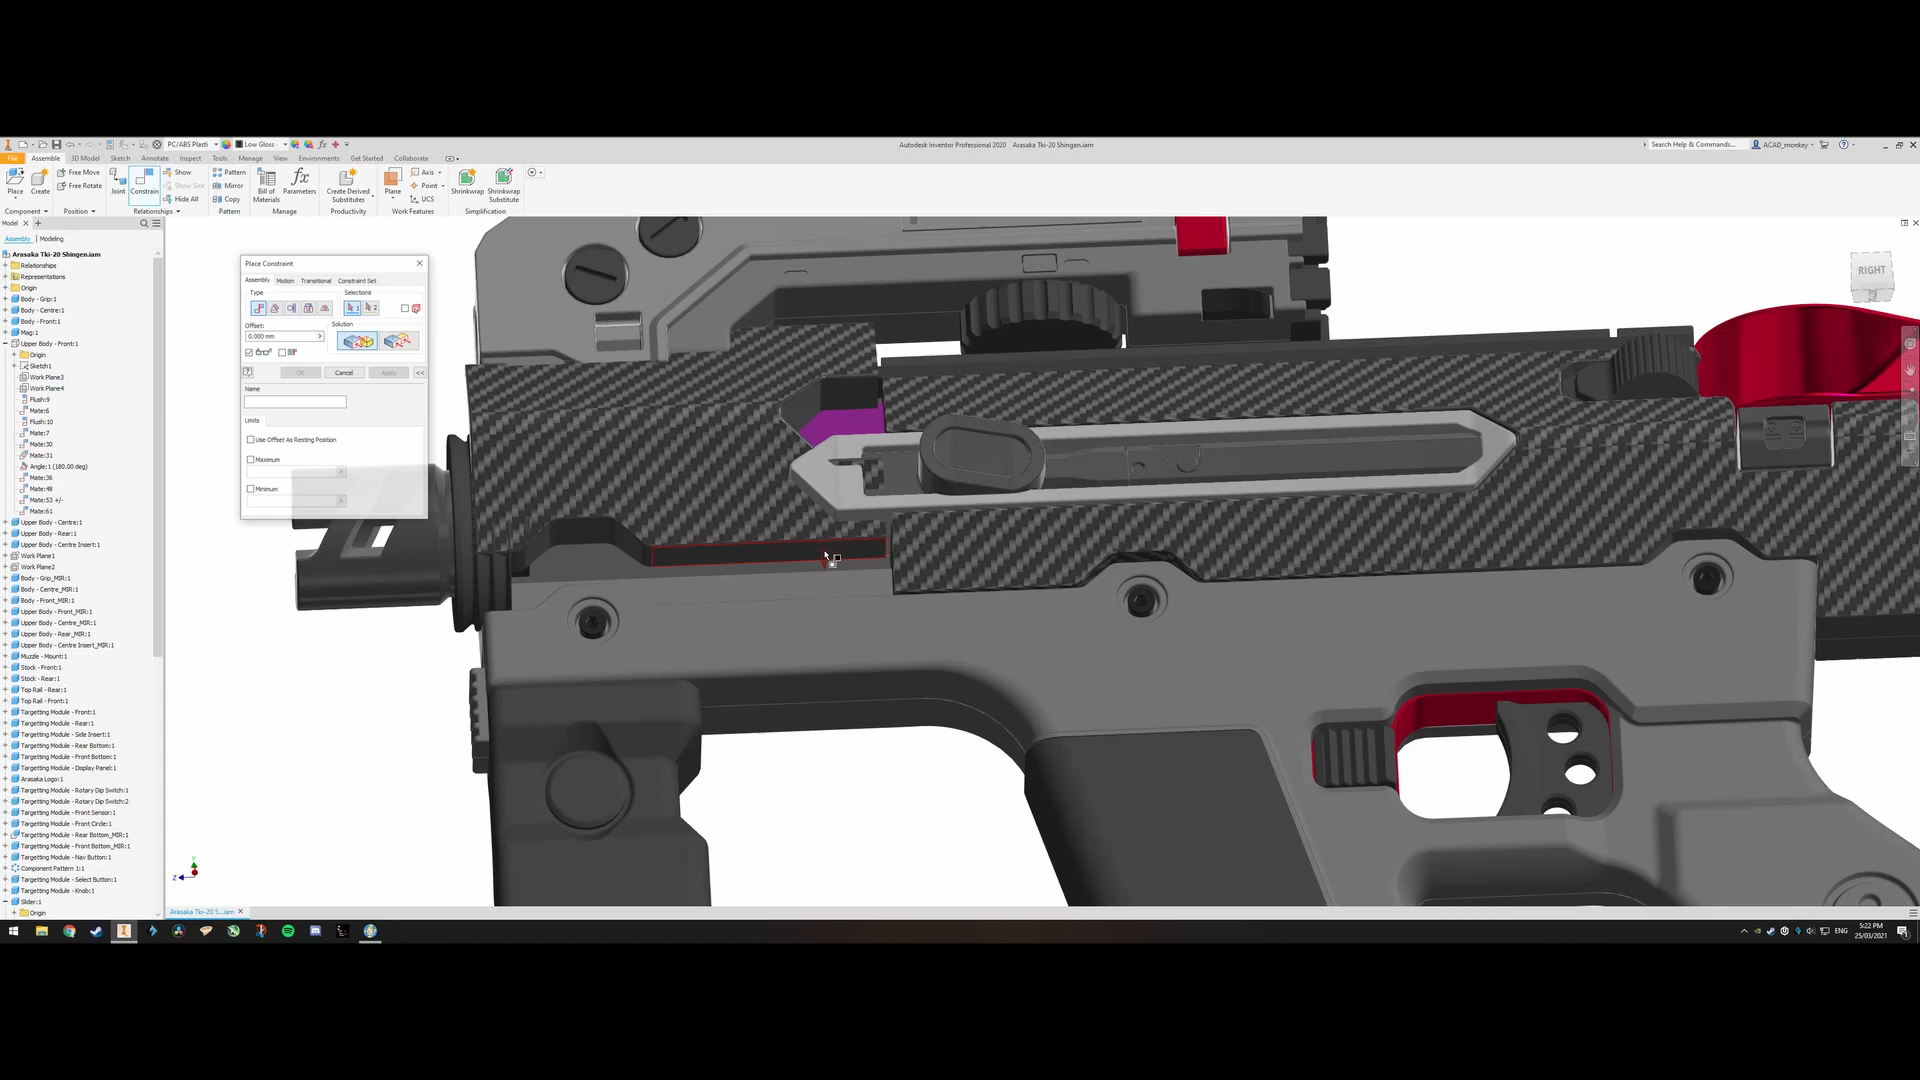 PC/ABS Plasti
Low Gloss
Autodesk Inventor Professional 2020 Arasaka Tki-20 Shingen.iam
Search Help & Commands...
ACAD_monkey
File Assemble 3D Model Sketch Annotate Inspect Tools Manage View Environments Get Started Collaborate
Place
Create
Free Move
Free Rotate
Joint
Constrain
Show
Show Sick
Hide All
Pattern
Mirror
Copy
Bill of
Materials
Parameters
Create Derived
Substitutes
Plane
Axis
Point
UCS
Shrinkwrap
Shrinkwrap
Substitute
Component Position Relationships Pattern Manage Productivity Work Features Simplification
Model
Assembly Modeling
Arasaka Tki-20 Shingen.iam
Relationships
Representations
Origin
Body - Grip:1
Body - Centre:1
Body - Front:1
Mag:1
Upper Body - Front:1
Origin
Sketch1
Work Plane3
Work Plane4
Flush:9
Mate:6
Flush:10
Mate:7
Mate:30
Mate:31
Angle:1 (180.00 deg)
Mate:36
Mate:48
Mate:53 +/-
Mate:61
Upper Body - Centre:1
Upper Body - Rear:1
Upper Body - Centre Insert:1
Work Plane1
Work Plane2
Body - Grip_MIR:1
Body - Centre_MIR:1
Body - Front_MIR:1
Upper Body - Front_MIR:1
Upper Body - Centre_MIR:1
Upper Body - Rear_MIR:1
Upper Body - Centre Insert_MIR:1
Muzzle - Mount:1
Stock - Front:1
Stock - Rear:1
Top Rail - Rear:1
Top Rail - Front:1
Targetting Module - Front:1
Targetting Module - Rear:1
Targetting Module - Side Insert:1
Targetting Module - Rear Bottom:1
Targetting Module - Front Bottom:1
Targetting Module - Display Panel:1
Arasaka Logo:1
Targetting Module - Rotary Dip Switch:1
Targetting Module - Rotary Dip Switch:2
Targetting Module - Front Sensor:1
Targetting Module - Front Circle:1
Targetting Module - Rear Bottom_MIR:1
Targetting Module - Front Bottom_MIR:1
Targetting Module - Nav Button:1
Component Pattern 1:1
Targetting Module - Select Button:1
Targetting Module - Knob:1
Slider:1
Origin
Place Constraint
Assembly Motion Transitional Constraint Set
Type
Selections
1
2
Offset:
0.000 mm
Solution
OK
Cancel
Apply
<<
Name
Limits
Use Offset As Resting Position
Maximum
Minimum
RIGHT
Y
Z
Arasaka Tki-20 S...iam
ENG
5:22 PM
25/03/2021